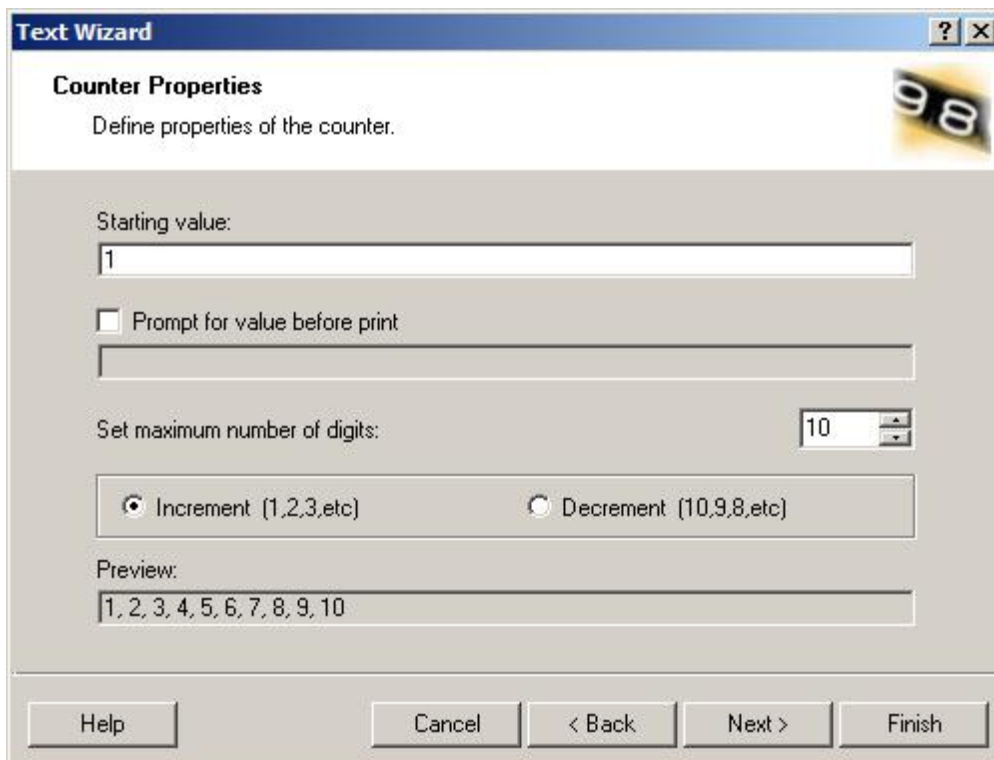 Text Wizard
Counter Properties
Define properties of the counter.
98
Starting value:
1
Prompt for value before print
Set maximum number of digits: 10
Increment (1,2,3,etc) Decrement (10,9,8,etc)
Preview:
1, 2, 3, 4, 5, 6, 7, 8, 9, 10
Help Cancel < Back Next > Finish